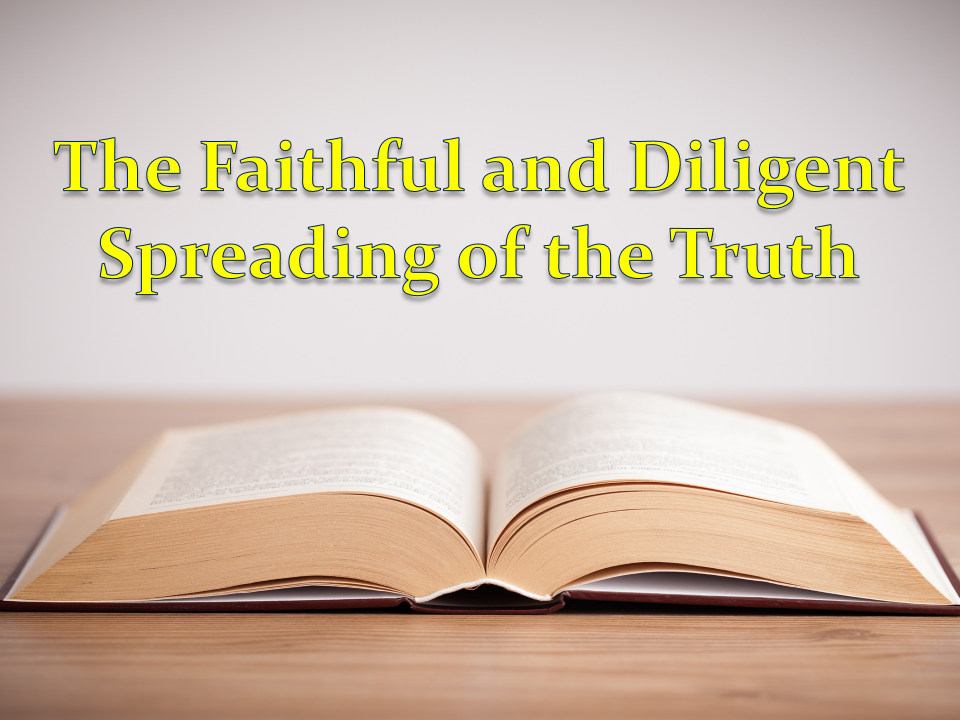 The Faithful and Diligent
Spreading of the Truth